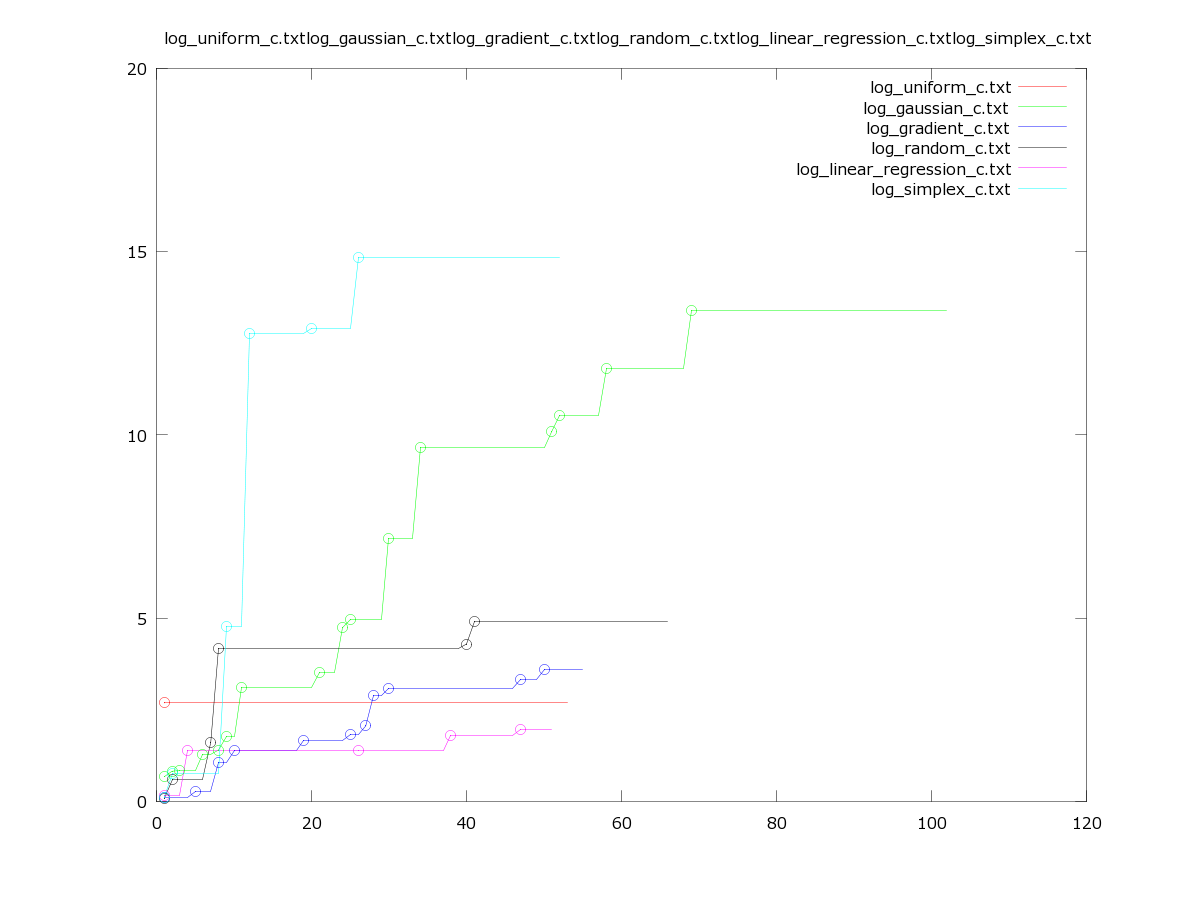 log_uniform_c.txtlog_gaussian_c.txtlog_gradient_c.txtlog_random_c.txtlog_linear_regression_c.txtlog_simplex_c.txt
20
log_uniform_c.txt
log_gaussian_c.txt
log_gradient_c.txt
log_random_c.txt
log_linear_regression_c.txt
log_simplex_c.txt
15
10
5
0
0 20 40 60 80 100 120